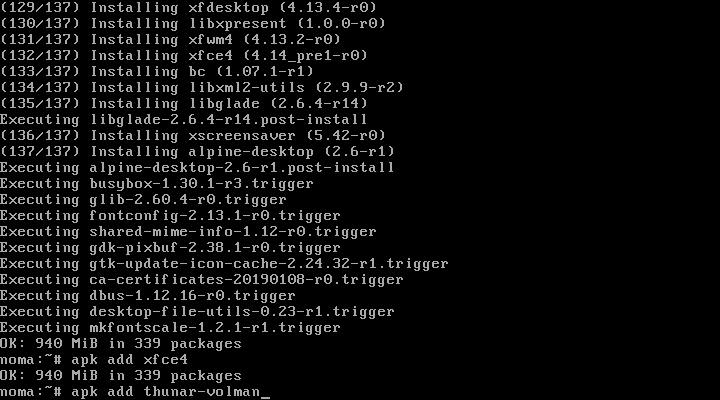 (129/137) Installing xfdesktop (4.13.4-r0)
(130/137) Installing libxpresent (1.0.0-r0)
(131/137) Installing xfwm4 (4.13.2-r0)
(132/137) Installing xfce4 (4.14_pre1-r0)
(133/137) Installing bc (1.07.1-r1)
(134/137) Installing libxml2-utils (2.9.9-r2)
(135/137) Installing libglade (2.6.4-r14)
Executing libglade-2.6.4-r14.post-install
(136/137) Installing xscreensaver (5.42-r0)
(137/137) Installing alpine-desktop (2.6-r1)
Executing alpine-desktop-2.6-r1.post-install
Executing busybox-1.30.1-r3.trigger
Executing glib-2.60.4-r0.trigger
Executing fontconfig-2.13.1-r0.trigger
Executing shared-mime-info-1.12-r0.trigger
Executing gdk-pixbuf-2.38.1-r0.trigger
Executing gtk-update-icon-cache-2.24.32-r1.trigger
Executing ca-certificates-20190108-r0.trigger
Executing dbus-1.12.16-r0.trigger
Executing desktop-file-utils-0.23-r1.trigger
Executing mkfontscale-1.2.1-r1.trigger
OK: 940 MiB in 339 packages
noma:~# apk add xfce4
OK: 940 MiB in 339 packages
noma:~# apk add thunar-volman_